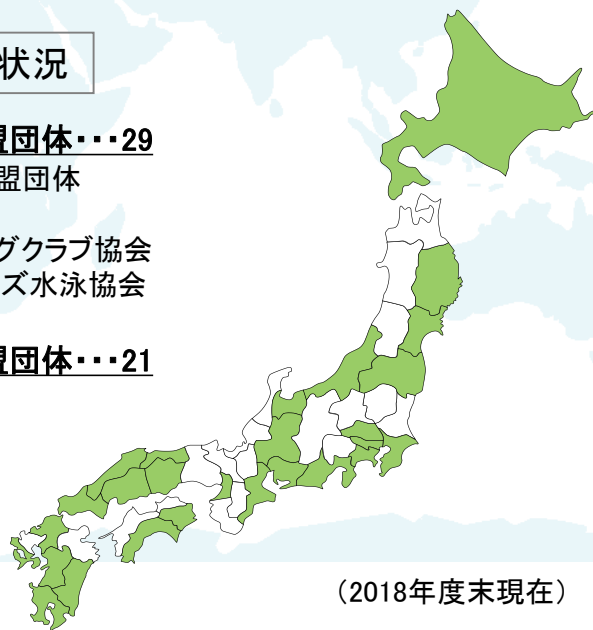 状況
盟団体･･･29
盟団体
グクラブ協会
ズ水泳協会
盟団体･･･21
（2018年度末現在）